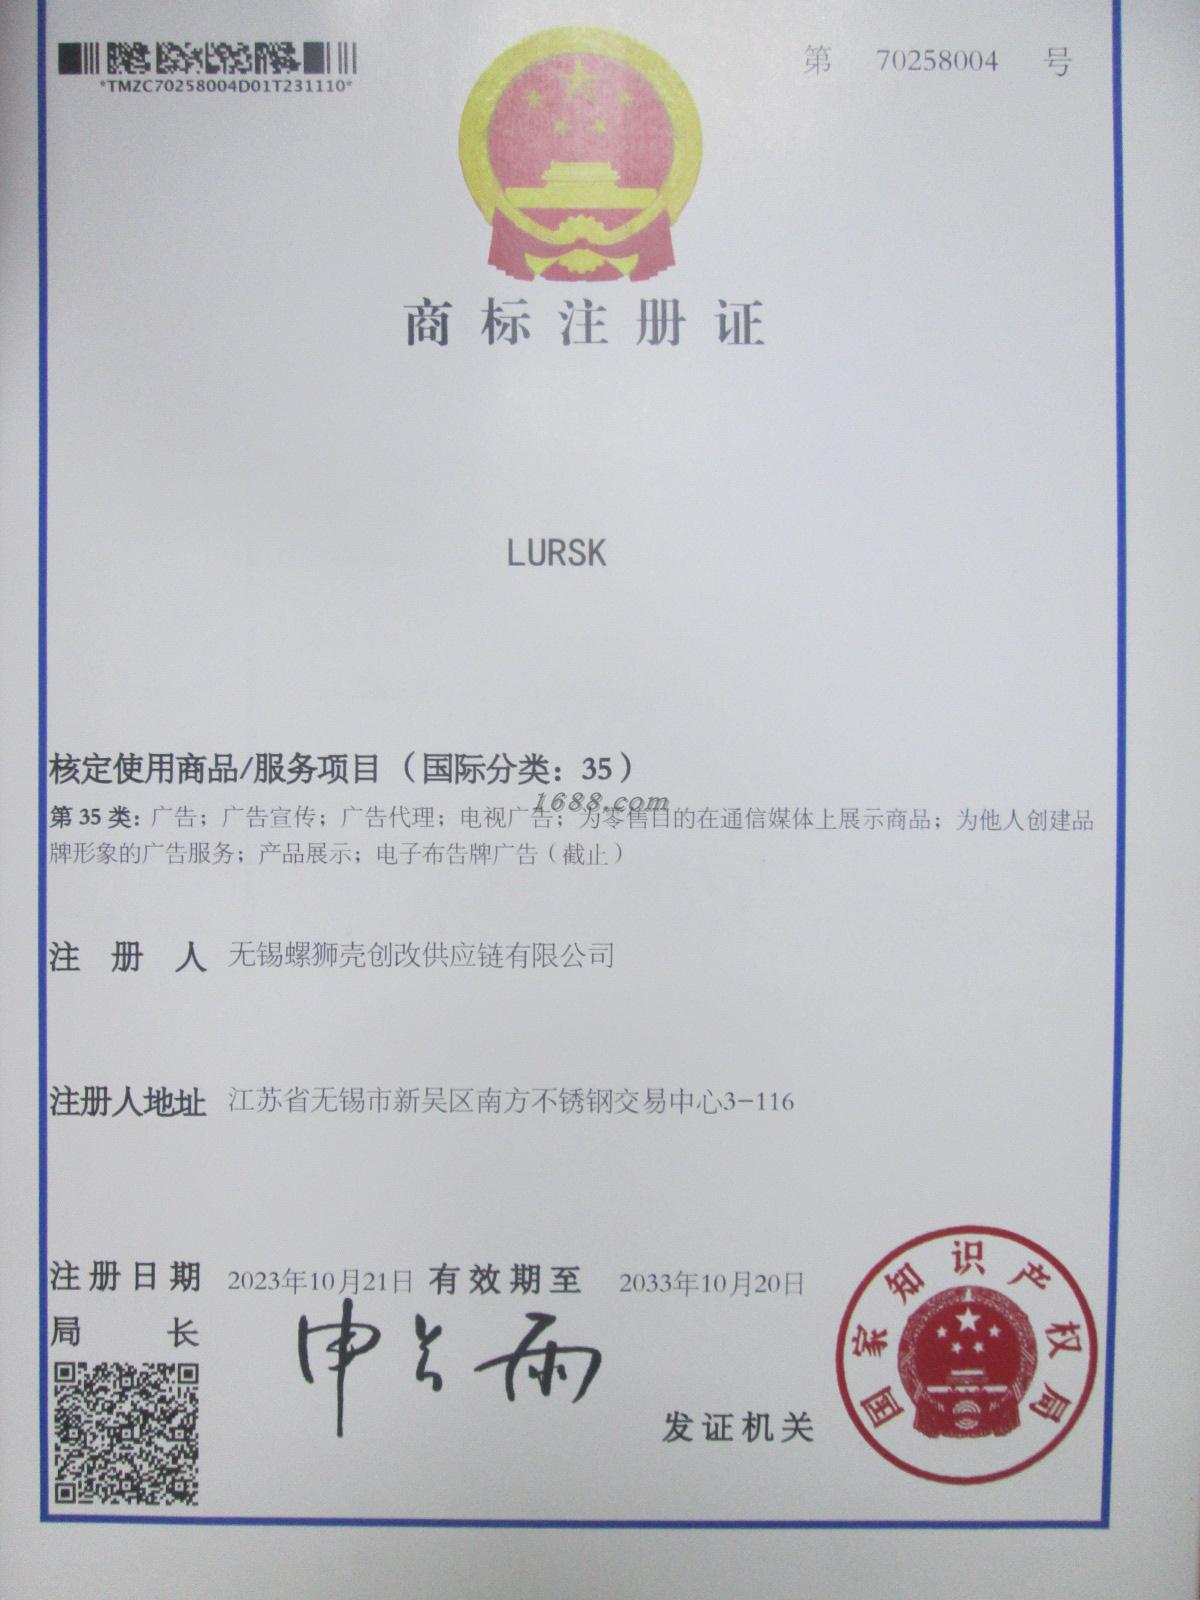 *TMZC70258004D01T231110*
第 70258004 号
商标注册证
LURSK
核定使用商品/服务项目（国际分类：35）
1688.com
第 35 类：广告；广告宣传；广告代理；电视广告；为零售目的在通信媒体上展示商品；为他人创建品
牌形象的广告服务；产品展示；电子布告牌广告（截止）
注册人 无锡螺狮壳创改供应链有限公司
注册人地址 江苏省无锡市新吴区南方不锈钢交易中心3-116
注册日期 2023年10月21日 有效期至 2033年10月20日
局长 申长雨
发证机关
国家知识产权局